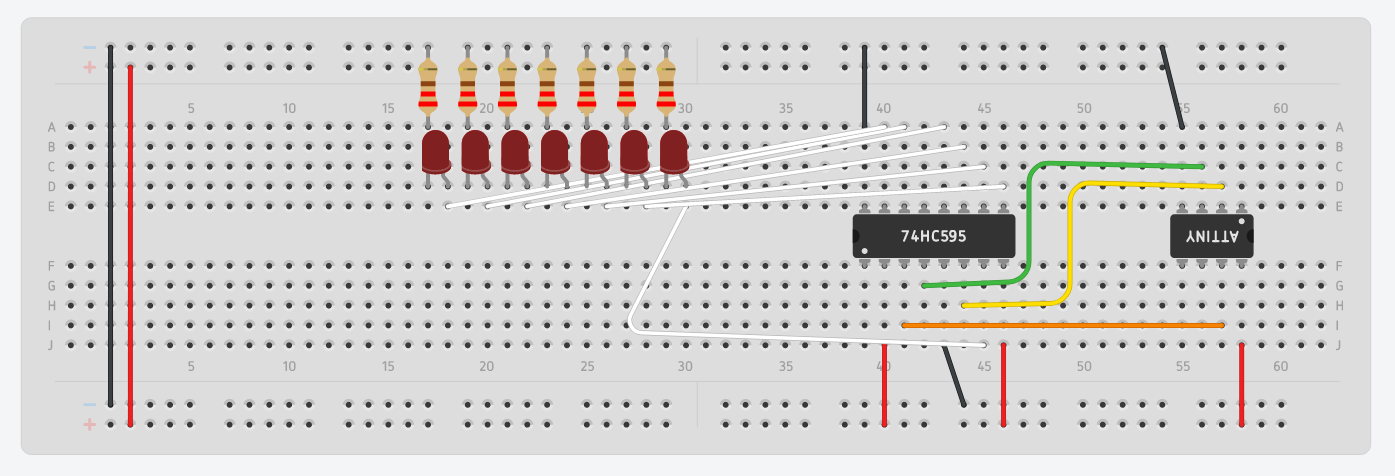 − −
+ +
5 10 15 20 25 30 35 40 45 50 55 60
A A
B B
C C
D D
E E
74HC595 ATTINY
F F
G G
H H
I I
J J
5 10 15 20 25 30 35 40 45 50 55 60
−
+